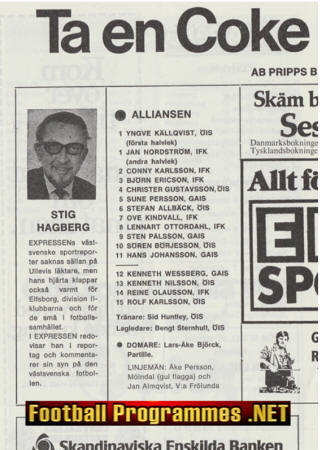 Ta en Coke
AB PRIPPS B
STIG
HAGBERG
EXPRESSENs väst-
svenske sportrepor-
ter saknas sällan på
Ullevis läktare, men
hans hjärta klappar
också varmt för
Elfsborg, division II-
klubbarna och för
de små i fotbolls-
samhället.
I EXPRESSEN redo-
visar han i repor-
tag och kommenta-
rer sin syn på den
västsvenska fotbol-
len.
ALLIANSEN
1 YNGVE KÄLLQVIST, ÖIS
(första halvlek)
1 JAN NORDSTRÖM, IFK
(andra halvlek)
2 CONNY KARLSSON, IFK
3 BJÖRN ERICSON, IFK
4 CHRISTER GUSTAVSSON, ÖIS
5 SUNE PERSSON, GAIS
6 STEFAN ALLBÄCK, ÖIS
7 OVE KINDVALL, IFK
8 LENNART OTTORDAHL, IFK
9 STEN PÅLSSON, GAIS
10 SÖREN BÖRJESSON, ÖIS
11 HANS JOHANSSON, GAIS
12 KENNETH WESSBERG, GAIS
13 KENNETH NILSSON, ÖIS
14 REINE OLAUSSON, IFK
15 ROLF KARLSSON, ÖIS
Tränare: Sid Huntley, ÖIS
Lagledare: Bengt Sternhull, ÖIS
DOMARE: Lars-Åke Björck,
Partille.
LINJEMÄN: Åke Persson,
Mölndal (gul flagga) och
Jan Almqvist, V:a Frölunda
Skäm b
Ses
Danmarksbokninge
Tysklandsbokninge
Allt fö
SPO
G
R
Football Programmes .NET
Skandinaviska Enskilda Banken